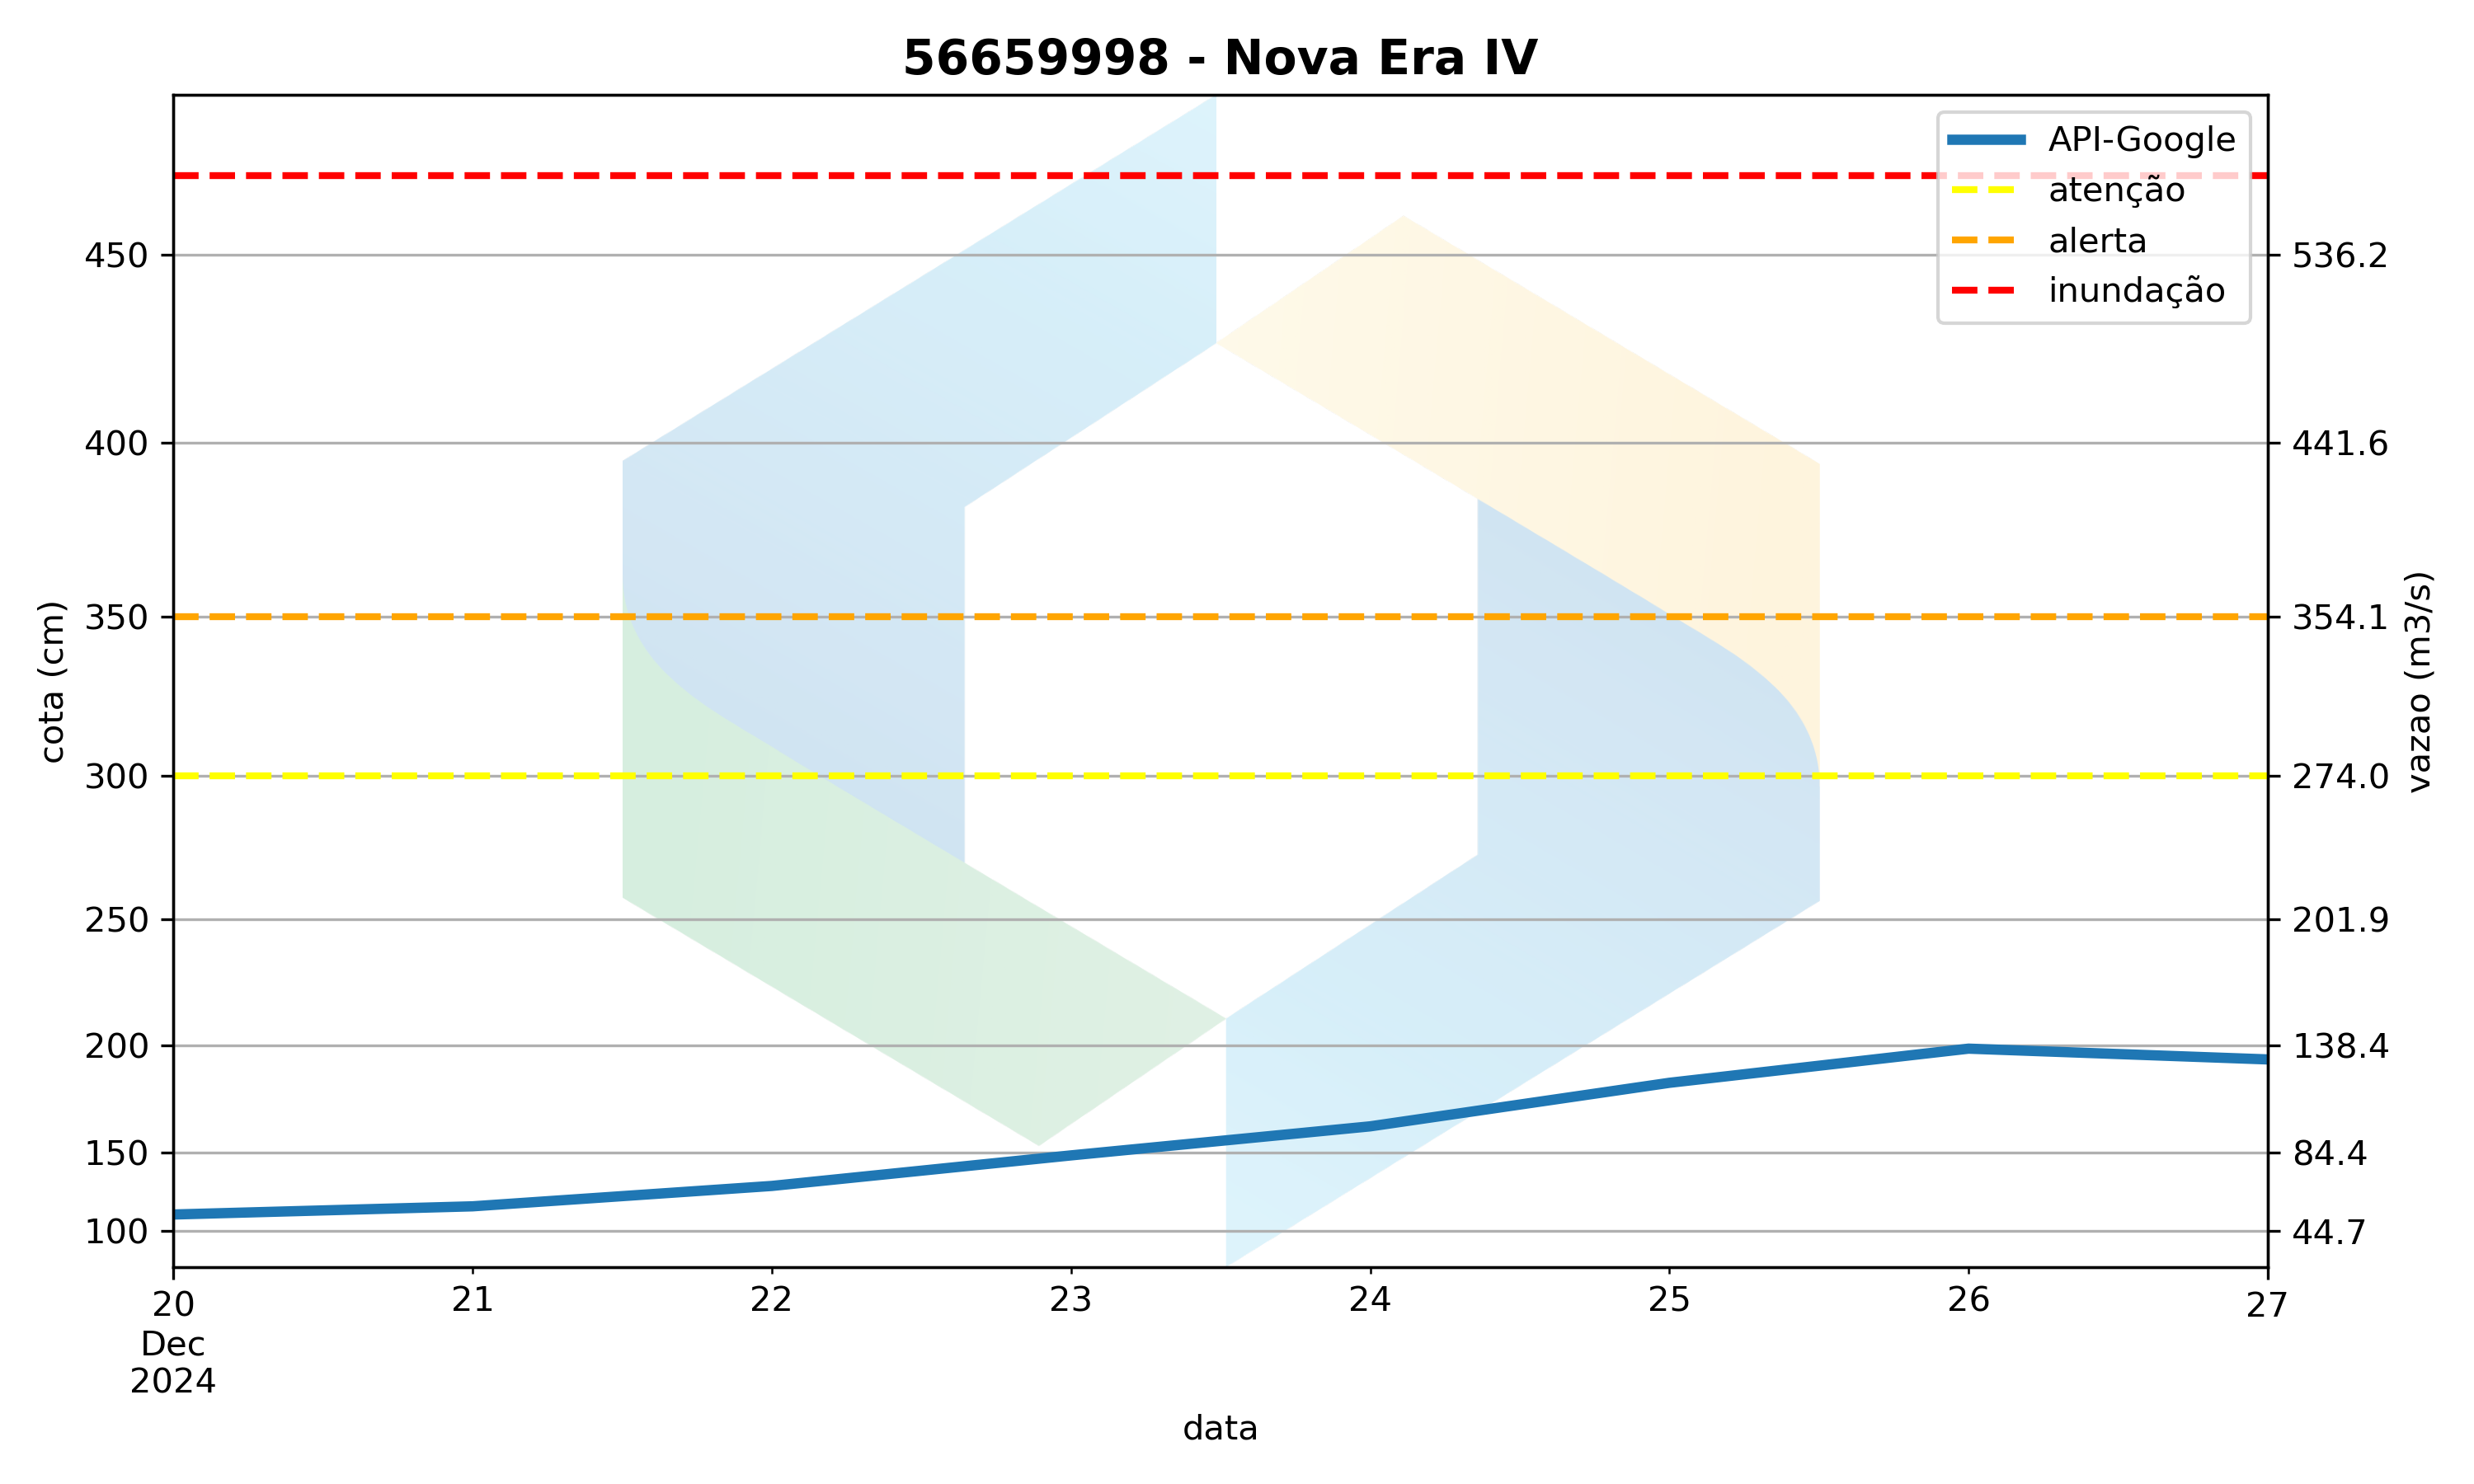 56659998 - Nova Era IV
API-Google
atenção
alerta
inundação
cota (cm)
450
400
350
300
250
200
150
100
536.2
441.6
354.1
274.0
201.9
138.4
84.4
44.7
vazao (m3/s)
20
Dec
2024
21
22
23
24
25
26
27
data